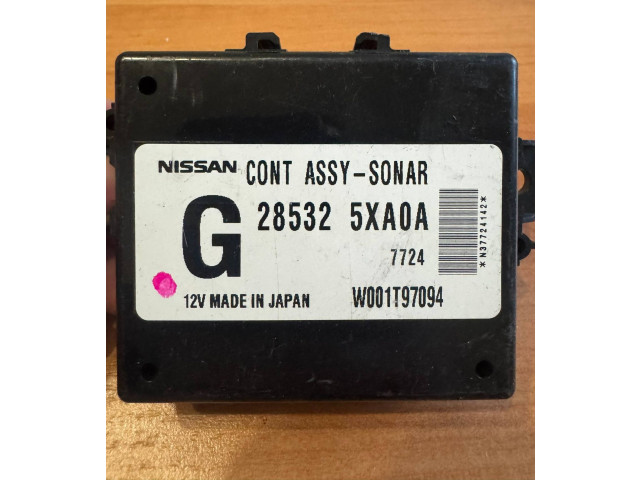 NISSAN CONT ASSY-SONAR
G 28532 5XA0A
7724
12V MADE IN JAPAN W001T97094
*N37724142*